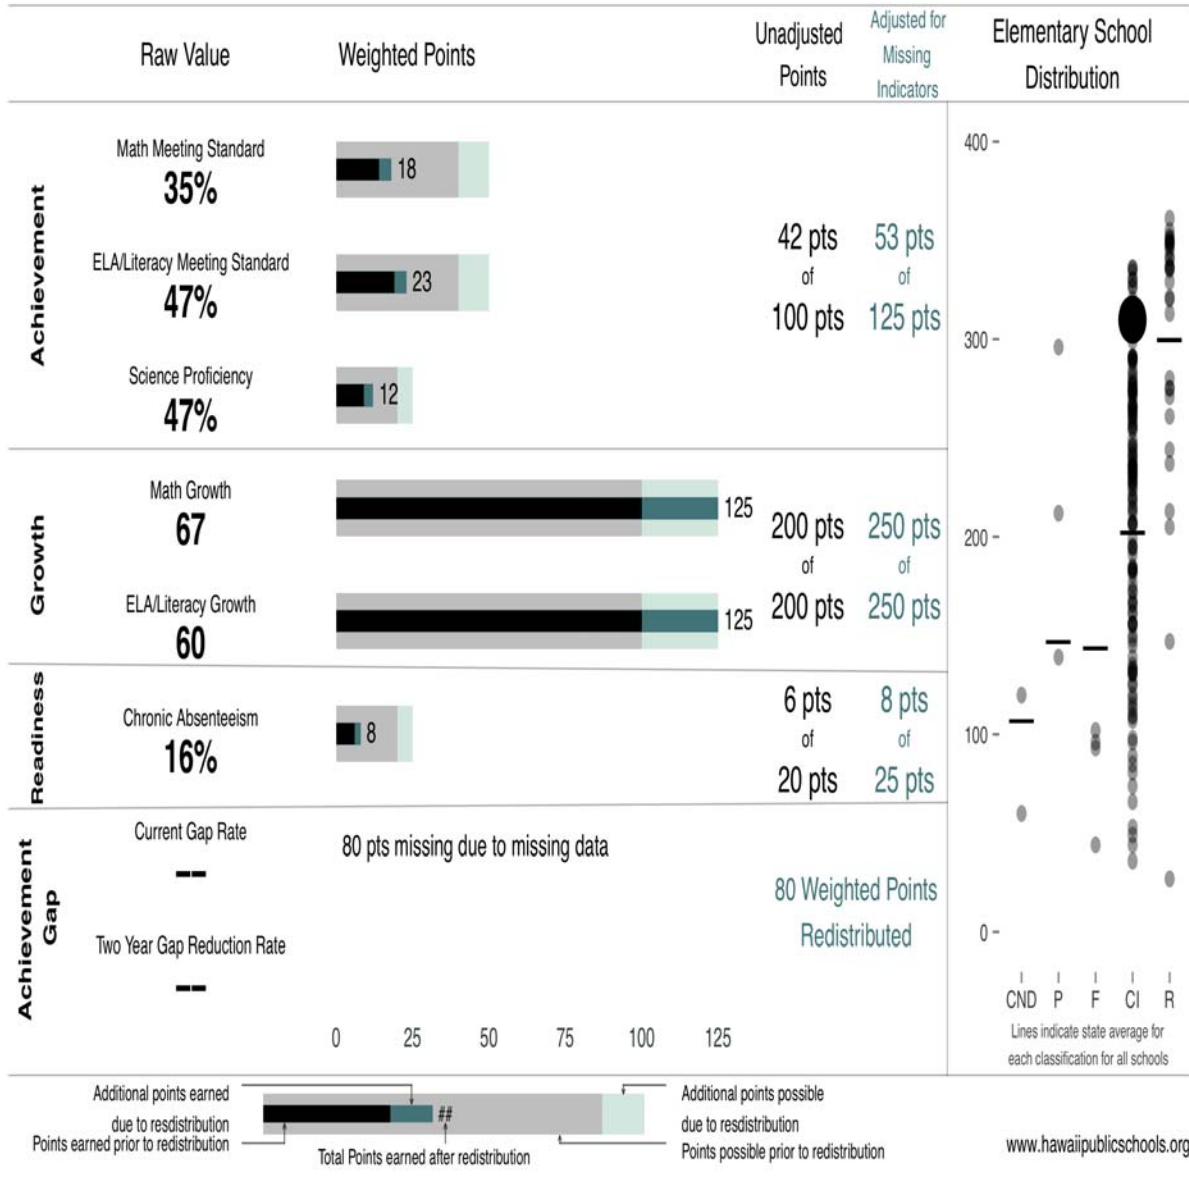 Raw Value
Weighted Points
Unadjusted
Points
Adjusted for
Missing
Indicators
Elementary School
Distribution
Achievement
Math Meeting Standard
35%
18
ELA/Literacy Meeting Standard
47%
23
Science Proficiency
47%
12
42 pts
of
100 pts
53 pts
of
125 pts
Growth
Math Growth
67
125
ELA/Literacy Growth
60
125
200 pts
of
200 pts
250 pts
of
250 pts
Readiness
Chronic Absenteeism
16%
8
6 pts
of
20 pts
8 pts
of
25 pts
Achievement
Gap
Current Gap Rate
--
80 pts missing due to missing data
Two Year Gap Reduction Rate
--
80 Weighted Points
Redistributed
0 25 50 75 100 125
400
300
200
100
0
CND P F CI R
Lines indicate state average for
each classification for all schools
Additional points earned
due to resdistribution
Points earned prior to redistribution
##
Total Points earned after redistribution
Additional points possible
due to resdistribution
Points possible prior to redistribution
www.hawaiipublicschools.org